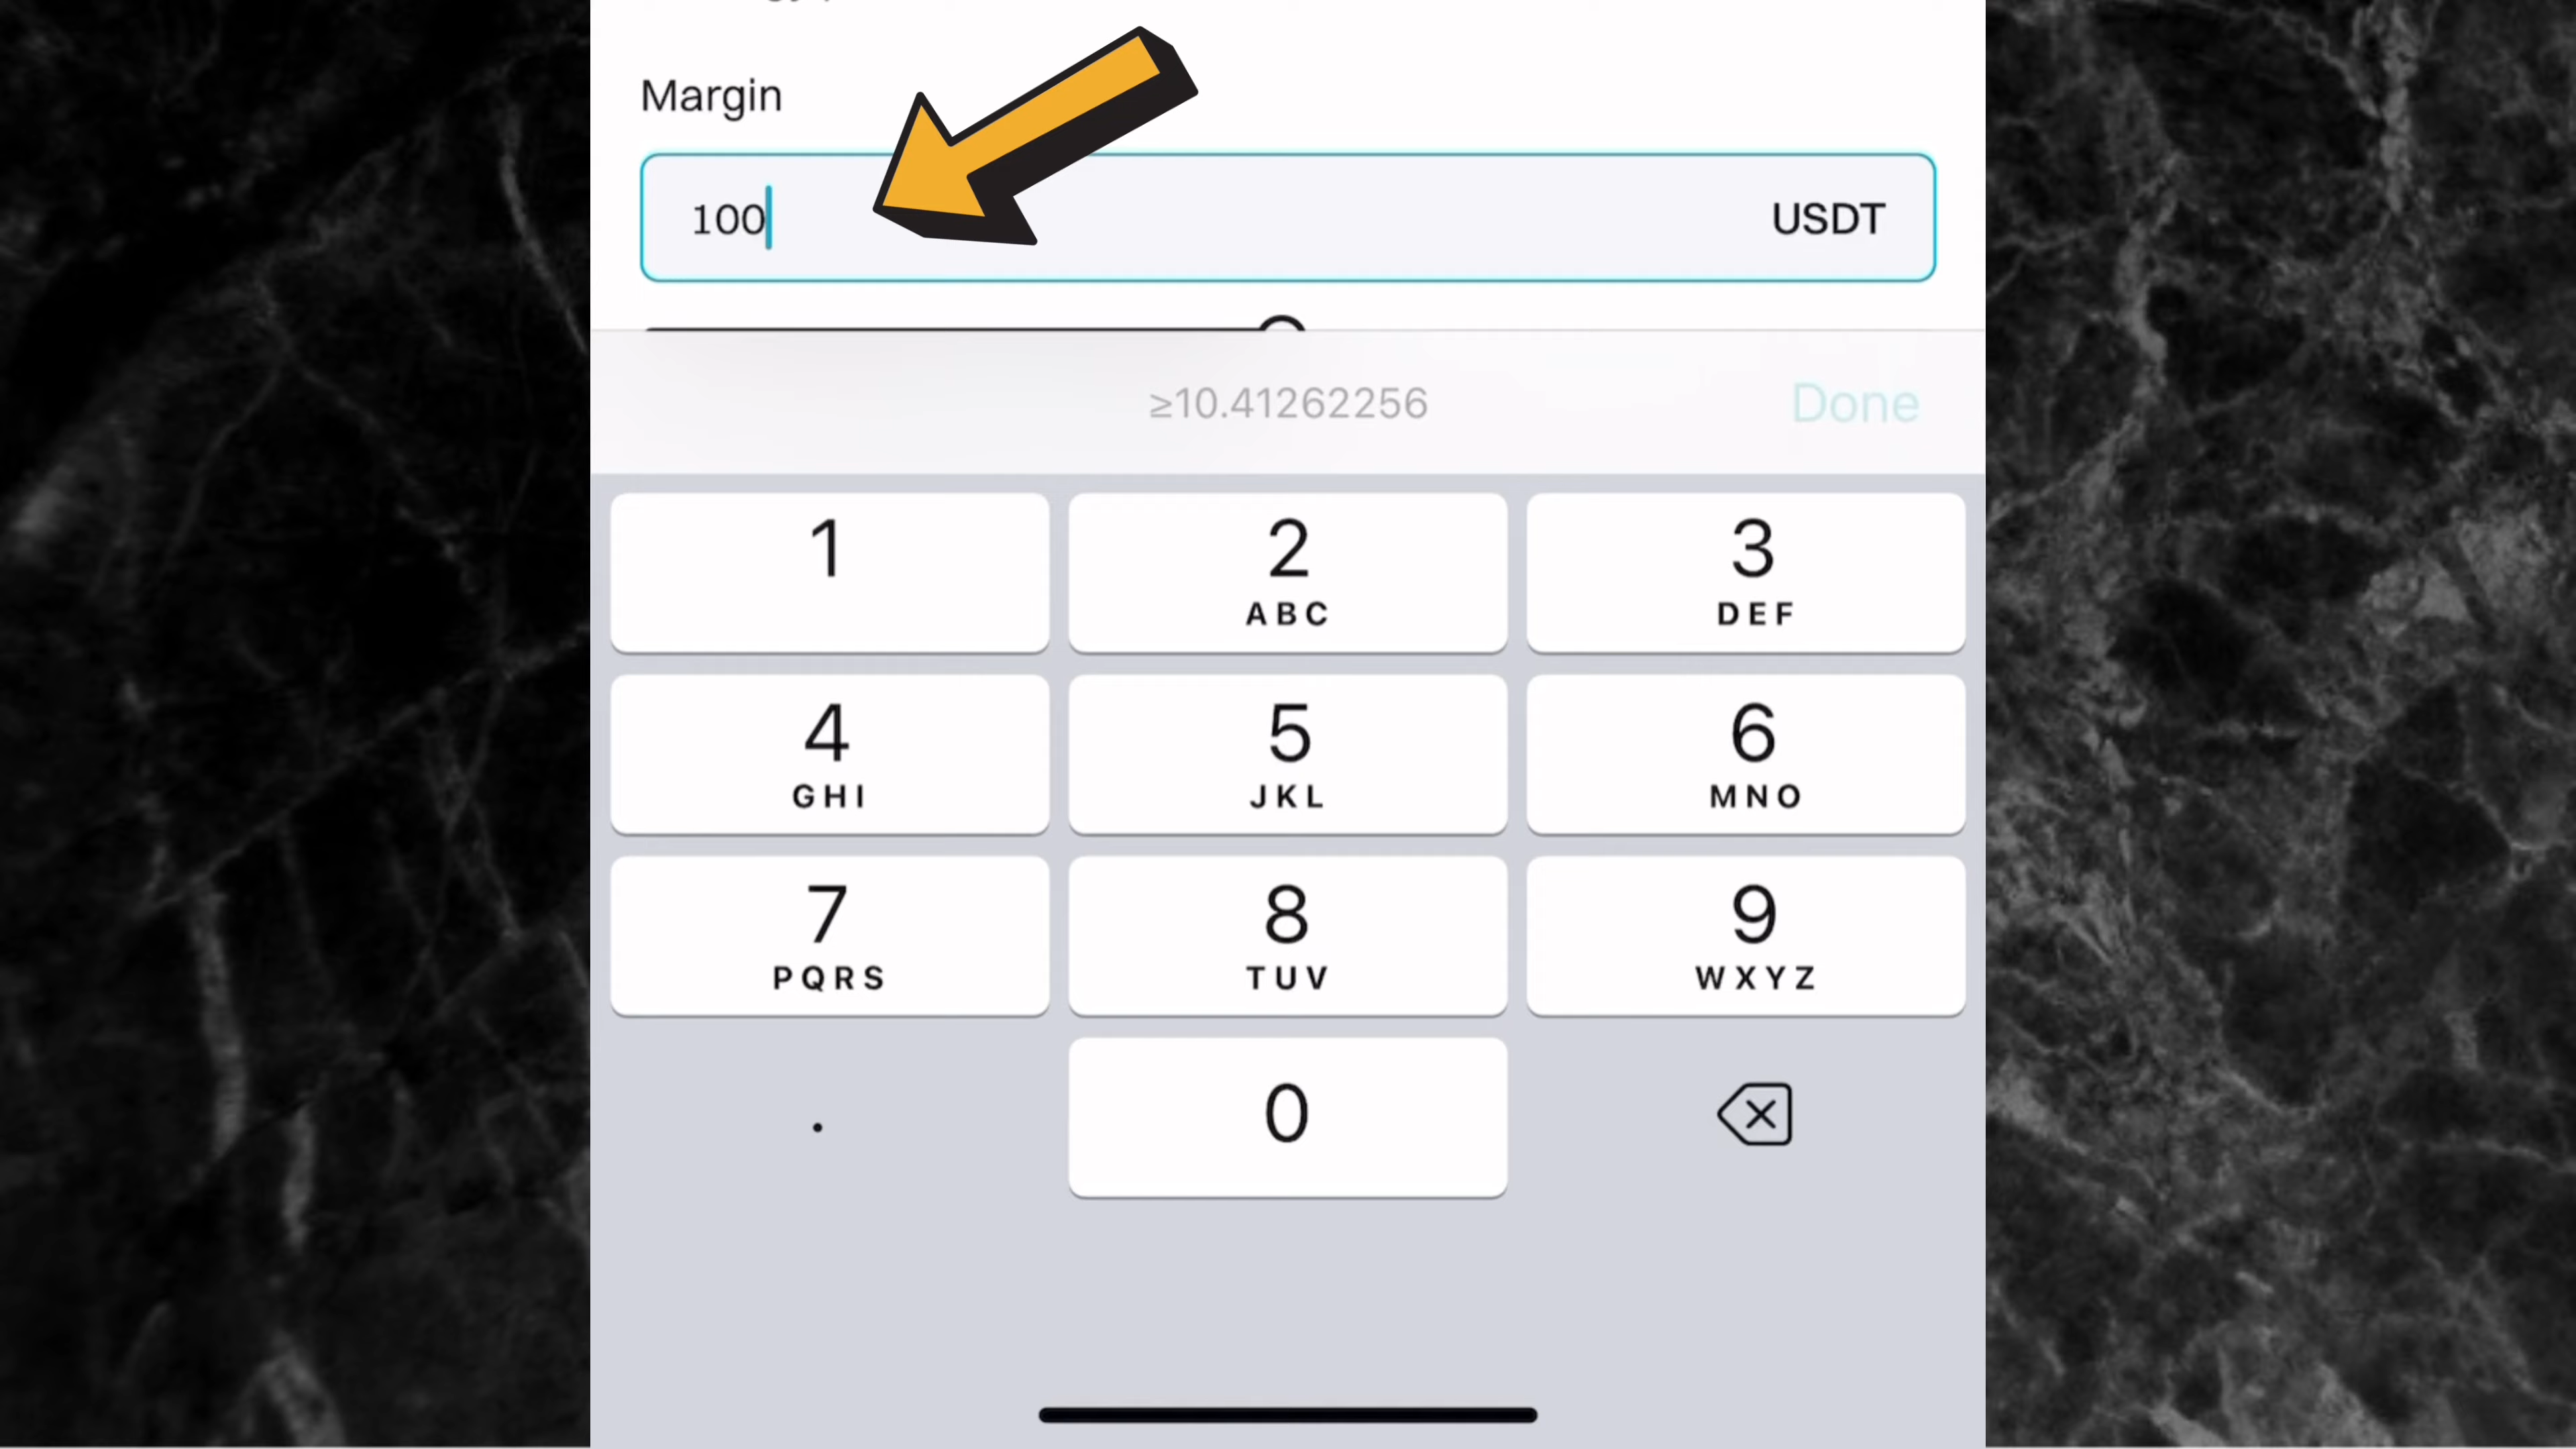 Margin
100
USDT
≥10.41262256
Done
1
2
ABC
3
DEF
4
GHI
5
JKL
6
MNO
7
PQRS
8
TUV
9
WXYZ
.
0